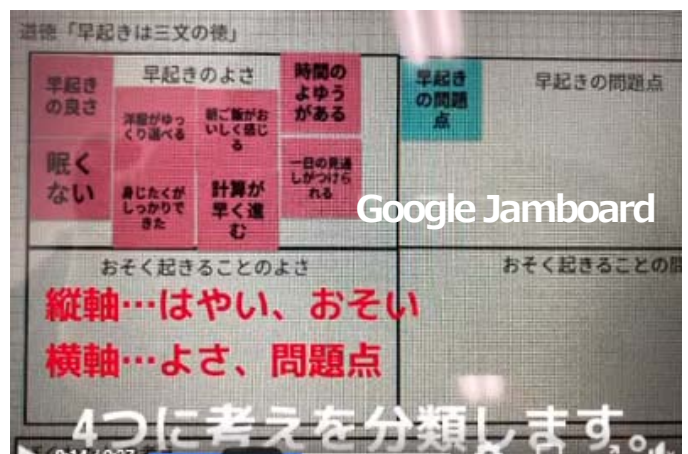 道徳「早起きは三文の徳」
早起きのよさ
早起き
の良さ
洋服がゆっ
くり選べる
朝ご飯がお
いしく感じ
る
時間の
よゆう
がある
眠く
ない
身じたくが
しっかりで
きた
計算が
早く進
む
一日の見通
しがつけら
れる
早起き
の問題
点
早起きの問題点
Google Jamboard
おそく起きることのよさ
おそく起きることの問
縦軸…はやい、おそい
横軸…よさ、問題点
4つに考えを分類します。